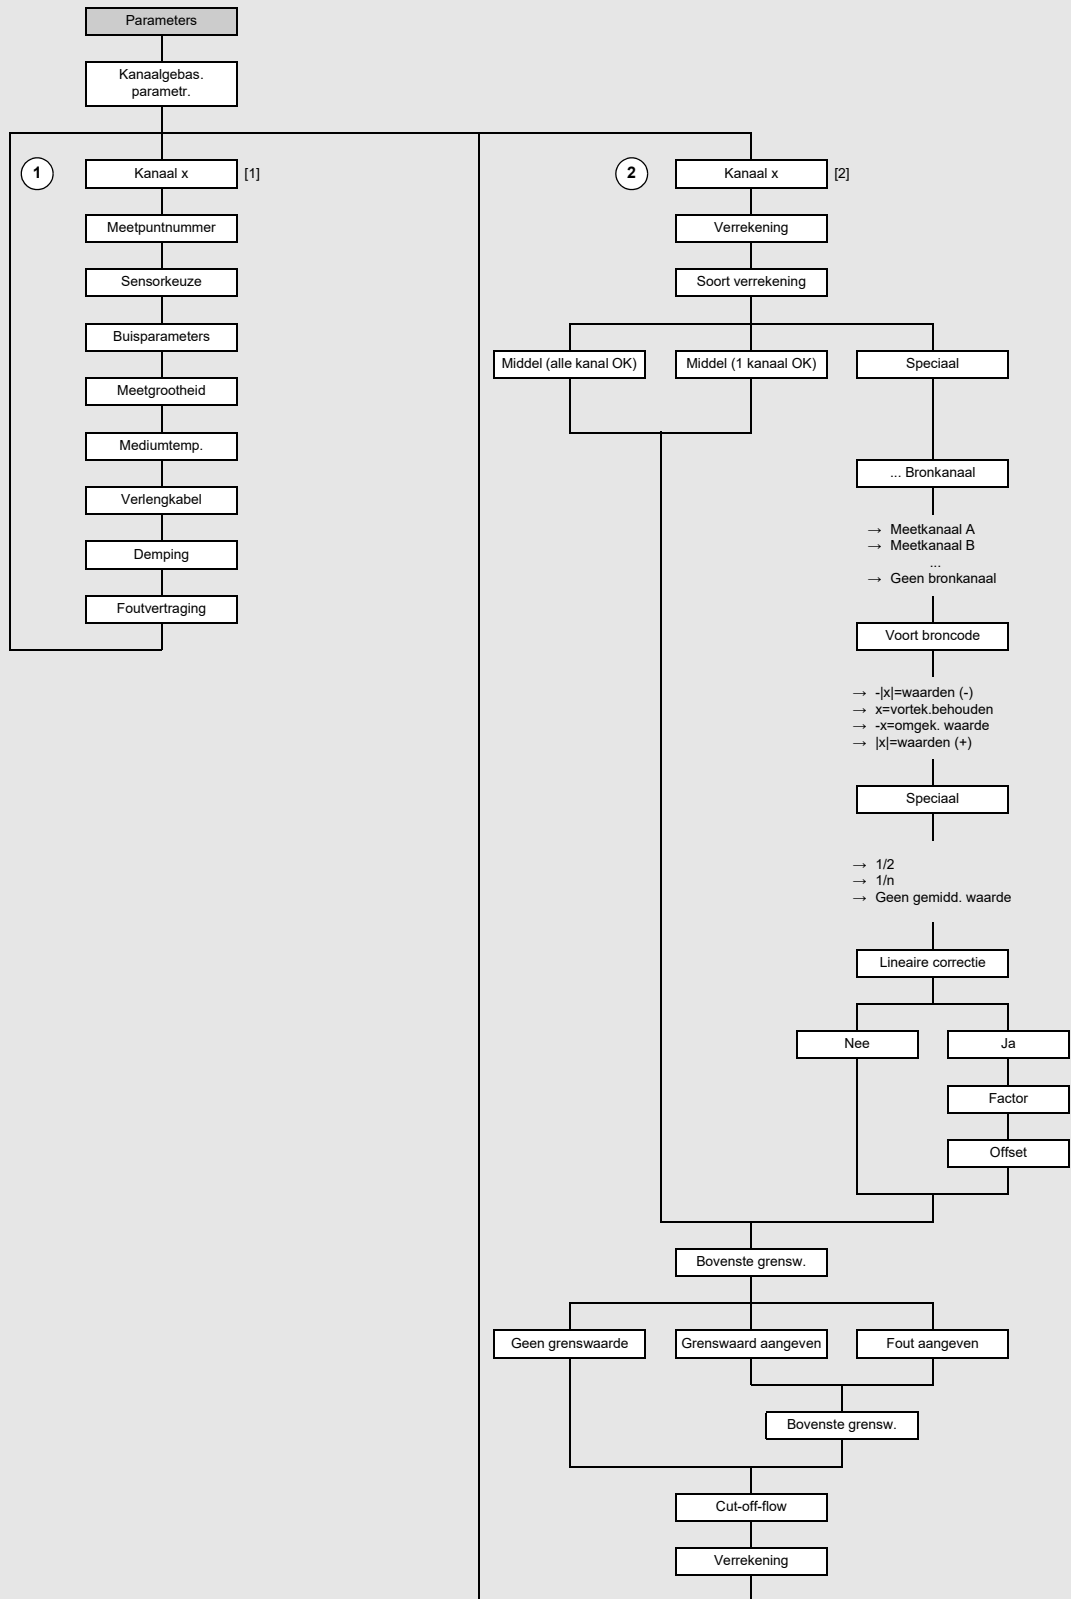 Parameters
Kanaalgebas.
parametr.
1
Kanaal x
[1]
Meetpuntnummer
Sensorkeuze
Buisparameters
Meetgrootheid
Mediumtemp.
Verlengkabel
Demping
Foutvertraging
2
Kanaal x
[2]
Verrekening
Soort verrekening
Middel (alle kanal OK)
Middel (1 kanaal OK)
Speciaal
... Bronkanaal
→ Meetkanaal A
→ Meetkanaal B
...
→ Geen bronkanaal
Voort broncode
→ -|x|=waarden (-)
→ x=vortek.behouden
→ -x=omgek. waarde
→ |x|=waarden (+)
Speciaal
→ 1/2
→ 1/n
→ Geen gemidd. waarde
Lineaire correctie
Nee
Ja
Factor
Offset
Bovenste grensw.
Geen grenswaarde
Grenswaard aangeven
Fout aangeven
Bovenste grensw.
Cut-off-flow
Verrekening